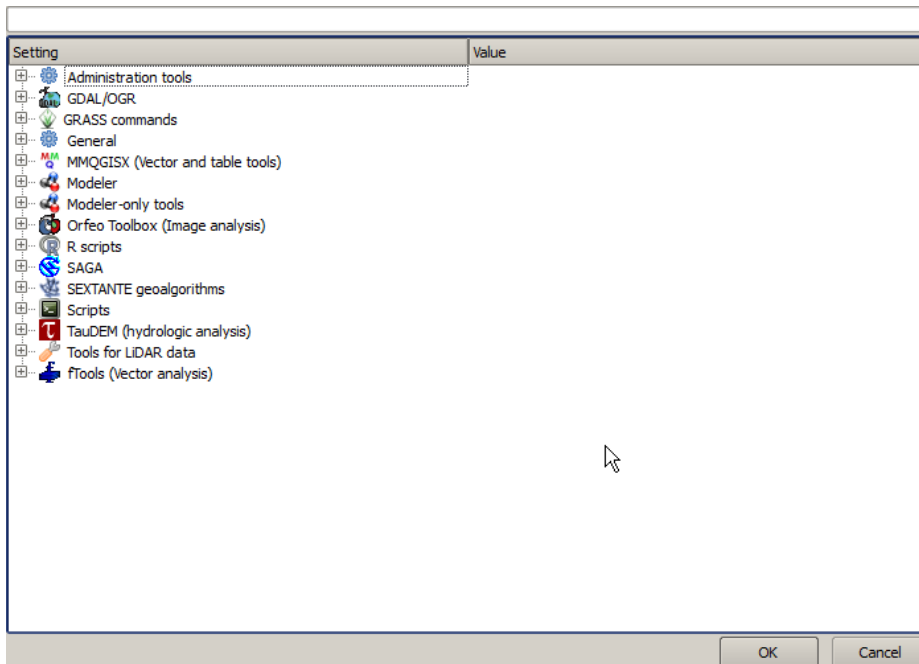 Setting Value
Administration tools
GDAL/OGR
GRASS commands
General
MMQGISX (Vector and table tools)
Modeler
Modeler-only tools
Orfeo Toolbox (Image analysis)
R scripts
SAGA
SEXTANTE geoalgorithms
Scripts
TauDEM (hydrologic analysis)
Tools for LiDAR data
fTools (Vector analysis)
OK Cancel